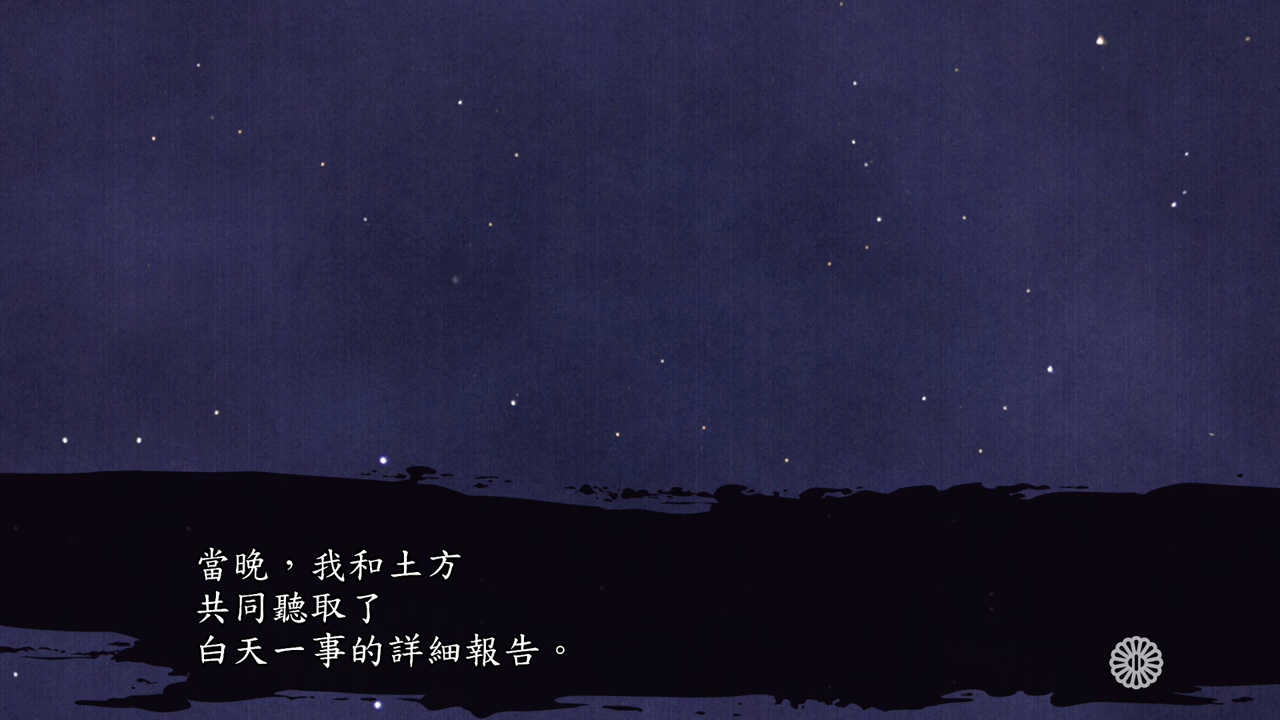 當晚，我和土方
共同聽取了
白天一事的詳細報告。